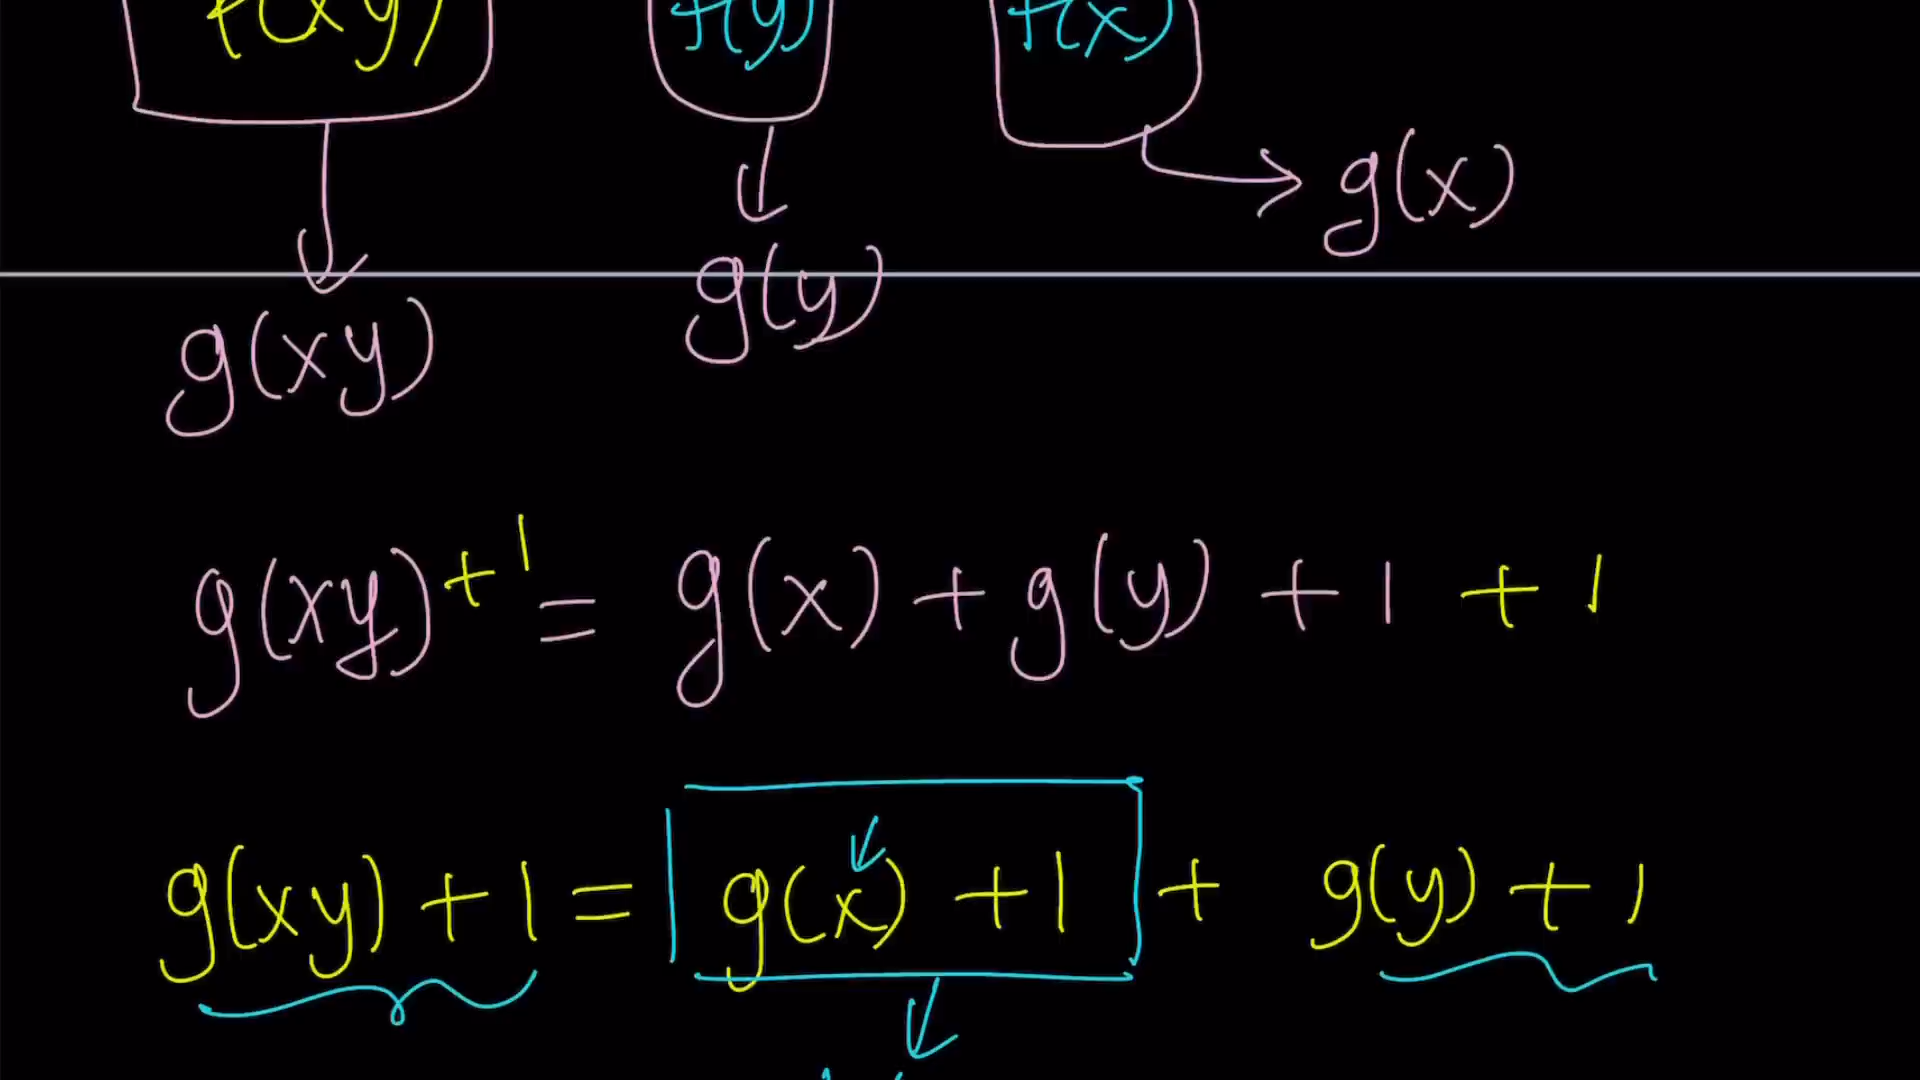 f(xy) f(y) f(x)
g(x)
g(xy) g(y)
g(xy)+1 = g(x) + g(y) + 1 + 1
g(xy) + 1 = g(x) + 1 + g(y) + 1